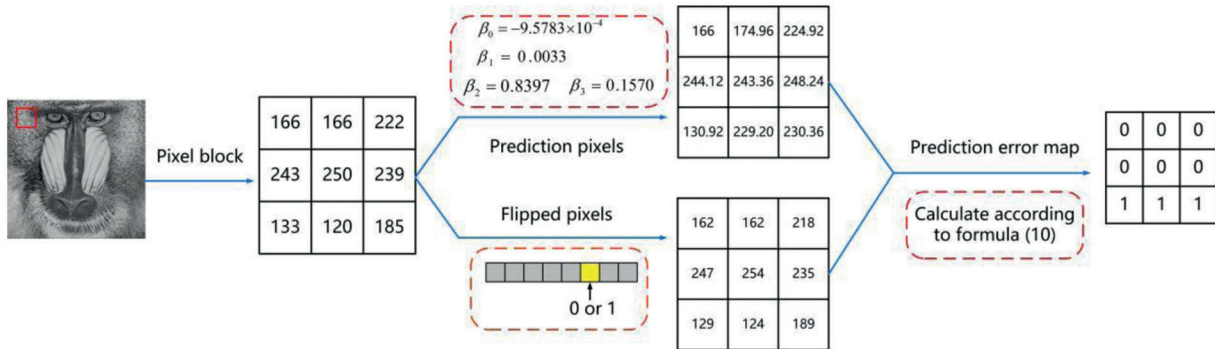 β₀ = −9.5783×10⁻⁴
β₁ = 0.0033
β₂ = 0.8397 β₃ = 0.1570
Prediction pixels
166 174.96 224.92
244.12 243.36 248.24
130.92 229.20 230.36
Pixel block
166 166 222
243 250 239
133 120 185
Flipped pixels
0 or 1
162 162 218
247 254 235
129 124 189
Prediction error map
Calculate according
to formula (10)
0 0 0
0 0 0
1 1 1